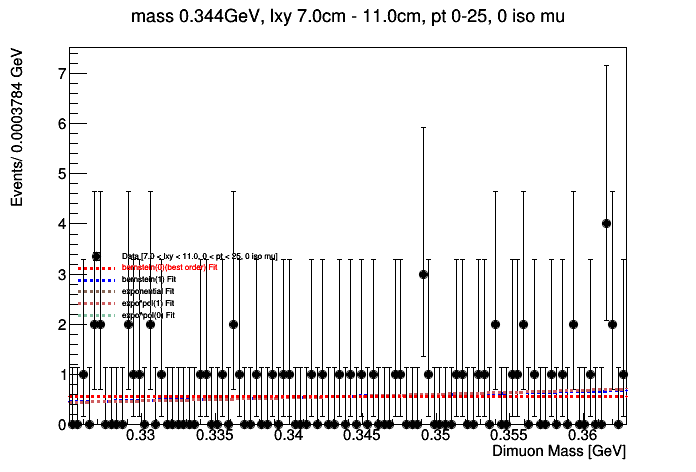 mass 0.344GeV, lxy 7.0cm - 11.0cm, pt 0-25, 0 iso mu
Events/ 0.0003784 GeV
7
6
5
4
3
2
1
0
Data [7.0 < lxy < 11.0, 0 < pt < 25, 0 iso mu]
bernstein(0)(best order) Fit
bernstein(1) Fit
exponential Fit
expo*pol(1) Fit
expo*pol(0) Fit
0.33 0.335 0.34 0.345 0.35 0.355 0.36
Dimuon Mass [GeV]